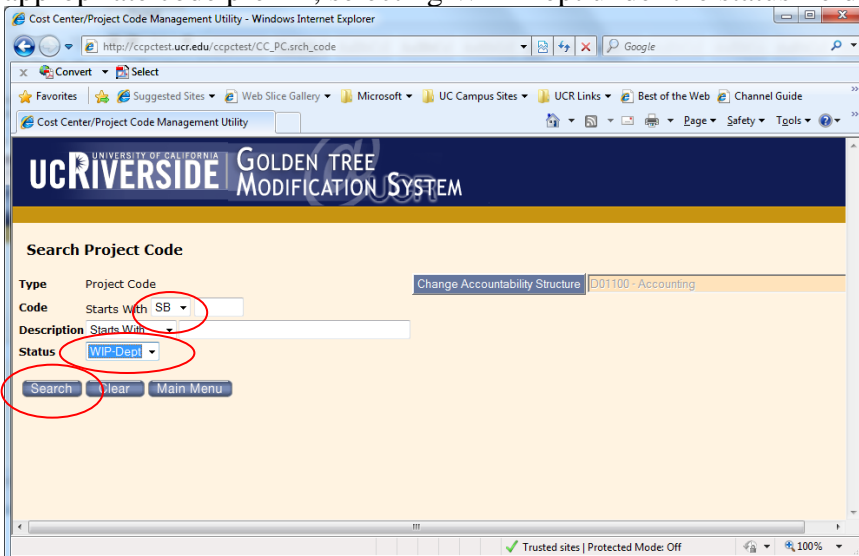 Cost Center/Project Code Management Utility - Windows Internet Explorer
http://ccpctest.ucr.edu/ccpctest/CC_PC.srch_code
Google
x Convert Select
Favorites Suggested Sites Web Slice Gallery Microsoft UC Campus Sites UCR Links Best of the Web Channel Guide
Cost Center/Project Code Management Utility
Page Safety Tools
UNIVERSITY OF CALIFORNIA
UCRIVERSIDE
GOLDEN TREE
MODIFICATION SYSTEM
@UCR
Search Project Code
Type Project Code Change Accountability Structure D01100 - Accounting
Code Starts With SB
Description Starts With
Status WIP-Dept
Search Clear Main Menu
Trusted sites | Protected Mode: Off 100%